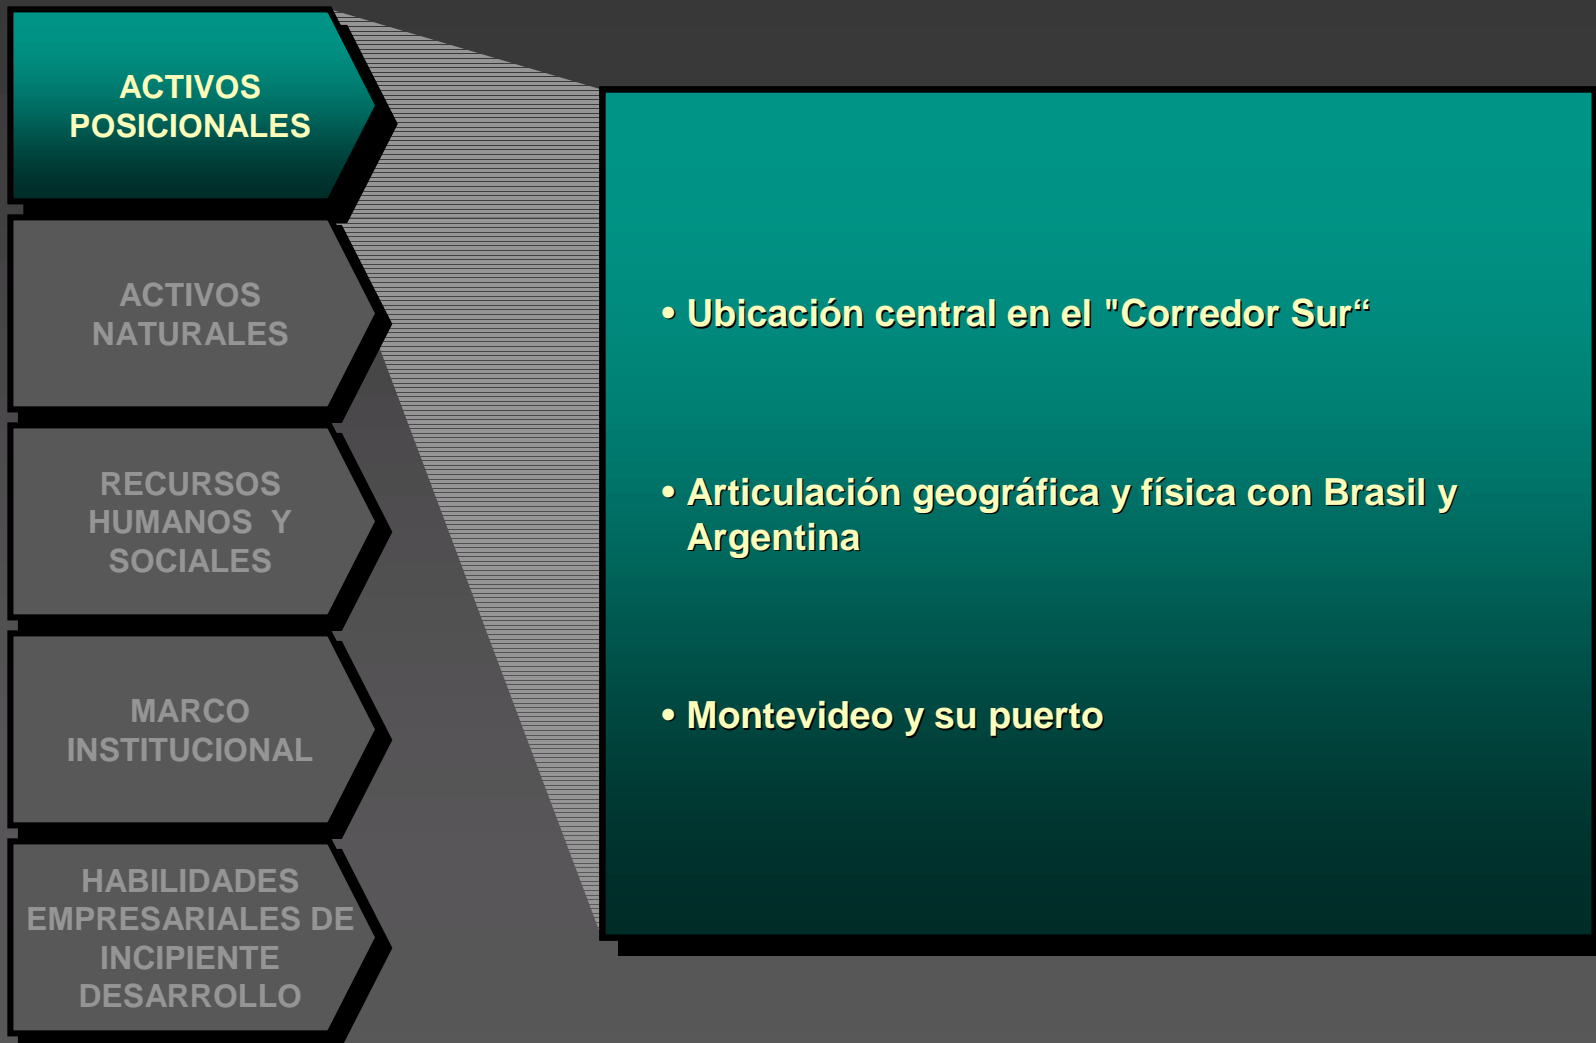 ACTIVOS
POSICIONALES
ACTIVOS
NATURALES
RECURSOS
HUMANOS Y
SOCIALES
MARCO
INSTITUCIONAL
HABILIDADES
EMPRESARIALES DE
INCIPIENTE
DESARROLLO
• Ubicación central en el "Corredor Sur“
• Articulación geográfica y física con Brasil y
Argentina
• Montevideo y su puerto